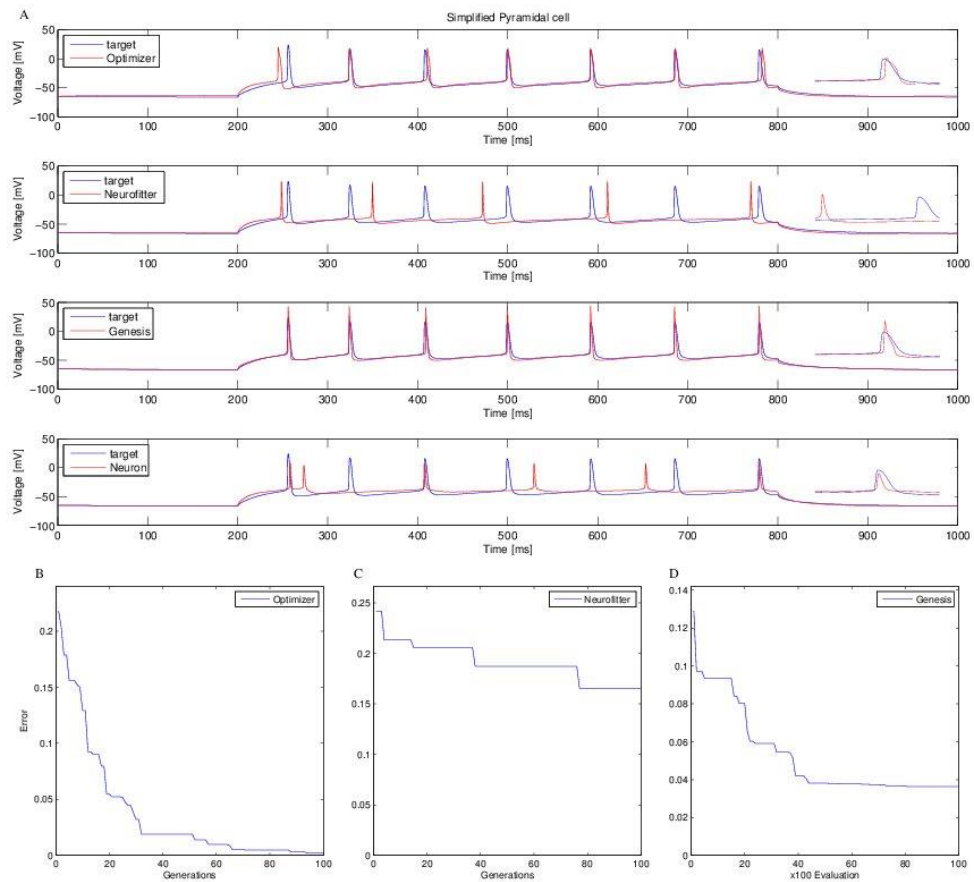 A
Simplified Pyramidal cell
Voltage [mV]
50
0
−50
−100
target
Optimizer
0 100 200 300 400 500 600 700 800 900 1000
Time [ms]
Voltage [mV]
50
0
−50
−100
target
Neurofitter
0 100 200 300 400 500 600 700 800 900 1000
Time [ms]
Voltage [mV]
50
0
−50
−100
target
Genesis
0 100 200 300 400 500 600 700 800 900 1000
Time [ms]
Voltage [mV]
50
0
−50
−100
target
Neuron
0 100 200 300 400 500 600 700 800 900 1000
Time [ms]
B
Optimizer
Error
0.2
0.15
0.1
0.05
0
0 20 40 60 80 100
Generations
C
Neurofitter
0.25
0.2
0.15
0.1
0.05
0
0 20 40 60 80 100
Generations
D
Genesis
0.14
0.12
0.1
0.08
0.06
0.04
0.02
0
0 20 40 60 80 100
x100 Evaluation